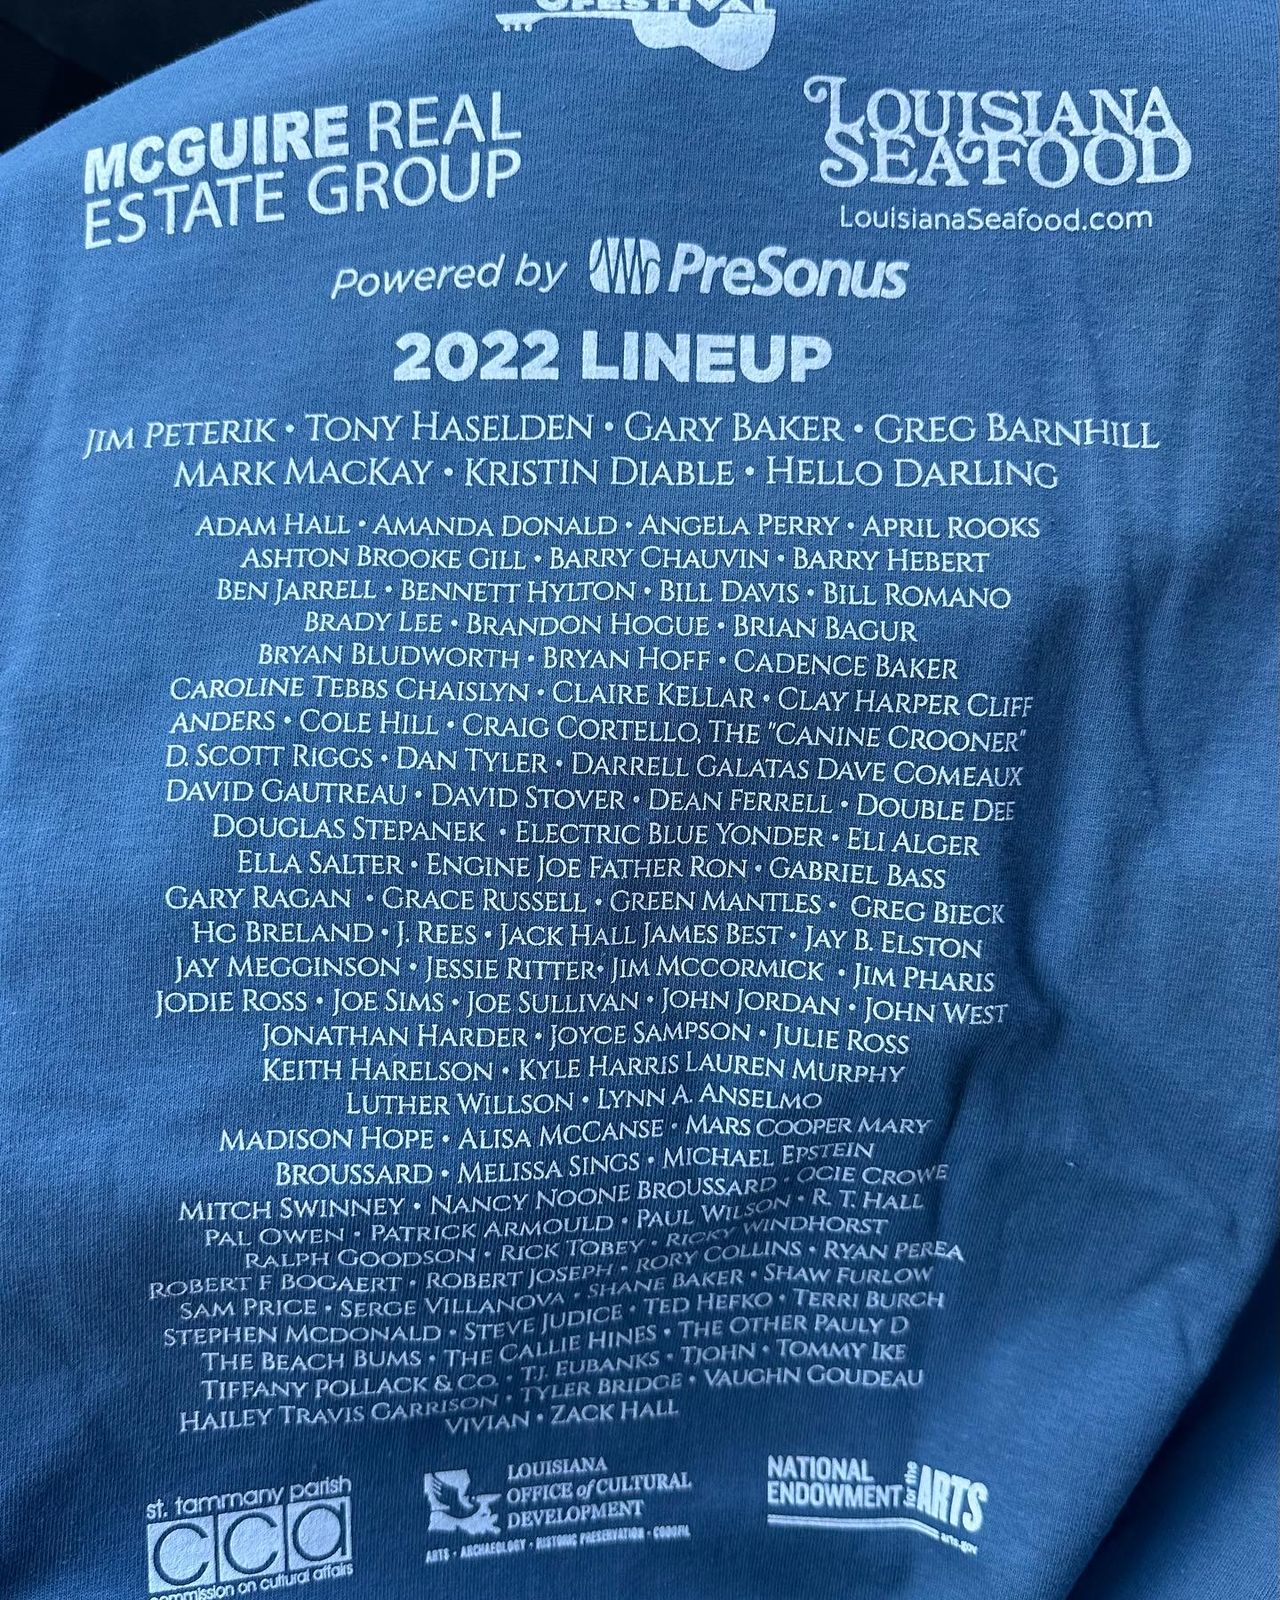 FESTIVAL
MCGUIRE REAL
ESTATE GROUP
LOUISIANA
SEAFOOD
LouisianaSeafood.com
Powered by PreSonus
2022 LINEUP
JIM PETERIK • TONY HASELDEN • GARY BAKER • GREG BARNHILL
MARK MACKAY • KRISTIN DIABLE • HELLO DARLING
ADAM HALL • AMANDA DONALD • ANGELA PERRY • APRIL ROOKS
ASHTON BROOKE GILL • BARRY CHAUVIN • BARRY HEBERT
BEN JARRELL • BENNETT HYLTON • BILL DAVIS • BILL ROMANO
BRADY LEE • BRANDON HOGUE • BRIAN BAGUR
BRYAN BLUDWORTH • BRYAN HOFF • CADENCE BAKER
CAROLINE TEBBS CHAISLYN • CLAIRE KELLAR • CLAY HARPER CLIFF
ANDERS • COLE HILL • CRAIG CORTELLO, THE "CANINE CROONER"
D. SCOTT RIGGS • DAN TYLER • DARRELL GALATAS DAVE COMEAUX
DAVID GAUTREAU • DAVID STOVER • DEAN FERRELL • DOUBLE DEE
DOUGLAS STEPANEK • ELECTRIC BLUE YONDER • ELI ALGER
ELLA SALTER • ENGINE JOE FATHER RON • GABRIEL BASS
GARY RAGAN • GRACE RUSSELL • GREEN MANTLES • GREG BIECK
HG BRELAND • J. REES • JACK HALL JAMES BEST • JAY B. ELSTON
JAY MEGGINSON • JESSIE RITTER• JIM MCCORMICK • JIM PHARIS
JODIE ROSS • JOE SIMS • JOE SULLIVAN • JOHN JORDAN • JOHN WEST
JONATHAN HARDER • JOYCE SAMPSON • JULIE ROSS
KEITH HARELSON • KYLE HARRIS LAUREN MURPHY
LUTHER WILLSON • LYNN A. ANSELMO
MADISON HOPE • ALISA MCCANSE • MARS COOPER MARY
BROUSSARD • MELISSA SINGS • MICHAEL EPSTEIN
MITCH SWINNEY • NANCY NOONE BROUSSARD • OCIE CROWE
PAL OWEN • PATRICK ARMOULD • PAUL WILSON • R. T. HALL
RALPH GOODSON • RICK TOBEY • RICKY WINDHORST
ROBERT F BOGAERT • ROBERT JOSEPH • RORY COLLINS • RYAN PEREA
SAM PRICE • SERGE VILLANOVA • SHANE BAKER • SHAW FURLOW
STEPHEN MCDONALD • STEVE JUDICE • TED HEFKO • TERRI BURCH
THE BEACH BUMS • THE CALLIE HINES • THE OTHER PAULY D
TIFFANY POLLACK & CO. • T.J. EUBANKS • TJOHN • TOMMY IKE
HAILEY TRAVIS GARRISON • TYLER BRIDGE • VAUGHN GOUDEAU
VIVIAN • ZACK HALL
st. tammany parish
cca
commission on cultural affairs
LOUISIANA
OFFICE of CULTURAL
DEVELOPMENT
ARTS • ARCHAEOLOGY • HISTORIC PRESERVATION • CODOFIL
NATIONAL
ENDOWMENT for the ARTS
arts.gov